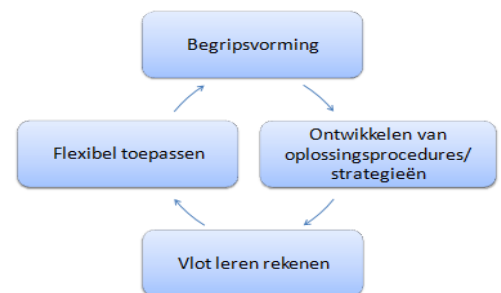 Begripsvorming
Ontwikkelen van
oplossingsprocedures/
strategieën
Vlot leren rekenen
Flexibel toepassen